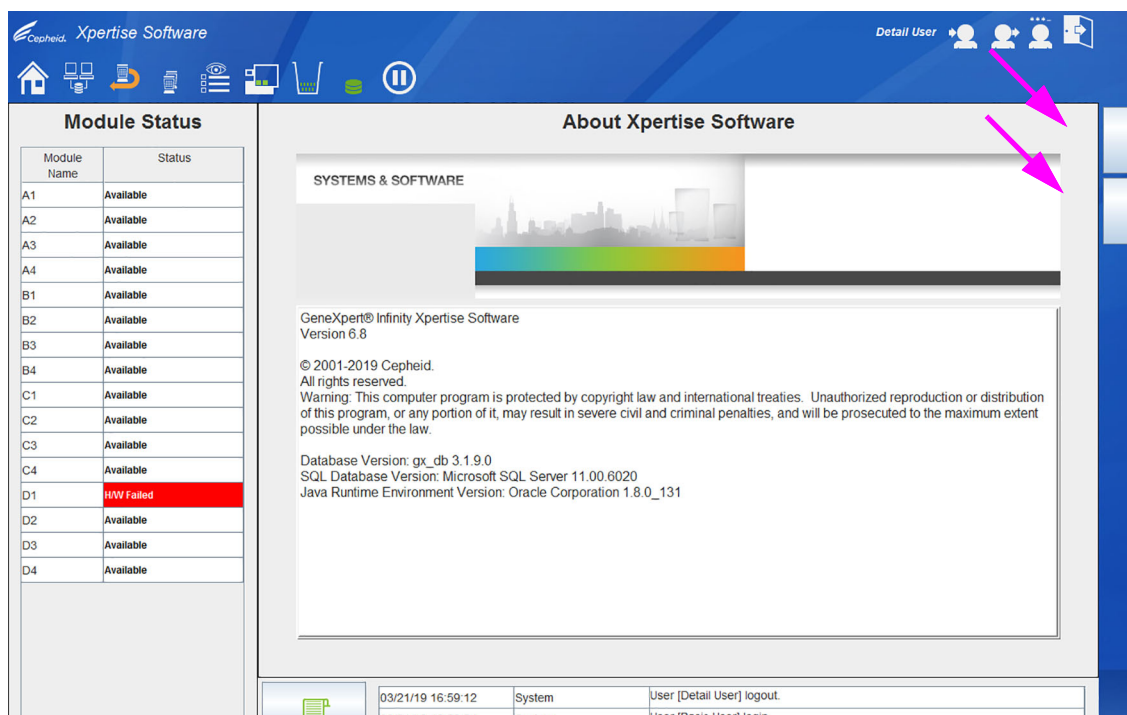 Cepheid. Xpertise Software
Detail User
Module Status
Module Name
Status
A1 Available
A2 Available
A3 Available
A4 Available
B1 Available
B2 Available
B3 Available
B4 Available
C1 Available
C2 Available
C3 Available
C4 Available
D1 H/W Failed
D2 Available
D3 Available
D4 Available
About Xpertise Software
SYSTEMS & SOFTWARE
GeneXpert® Infinity Xpertise Software
Version 6.8
© 2001-2019 Cepheid.
All rights reserved.
Warning: This computer program is protected by copyright law and international treaties. Unauthorized reproduction or distribution
of this program, or any portion of it, may result in severe civil and criminal penalties, and will be prosecuted to the maximum extent
possible under the law.
Database Version: gx_db 3.1.9.0
SQL Database Version: Microsoft SQL Server 11.00.6020
Java Runtime Environment Version: Oracle Corporation 1.8.0_131
03/21/19 16:59:12 System User [Detail User] logout.